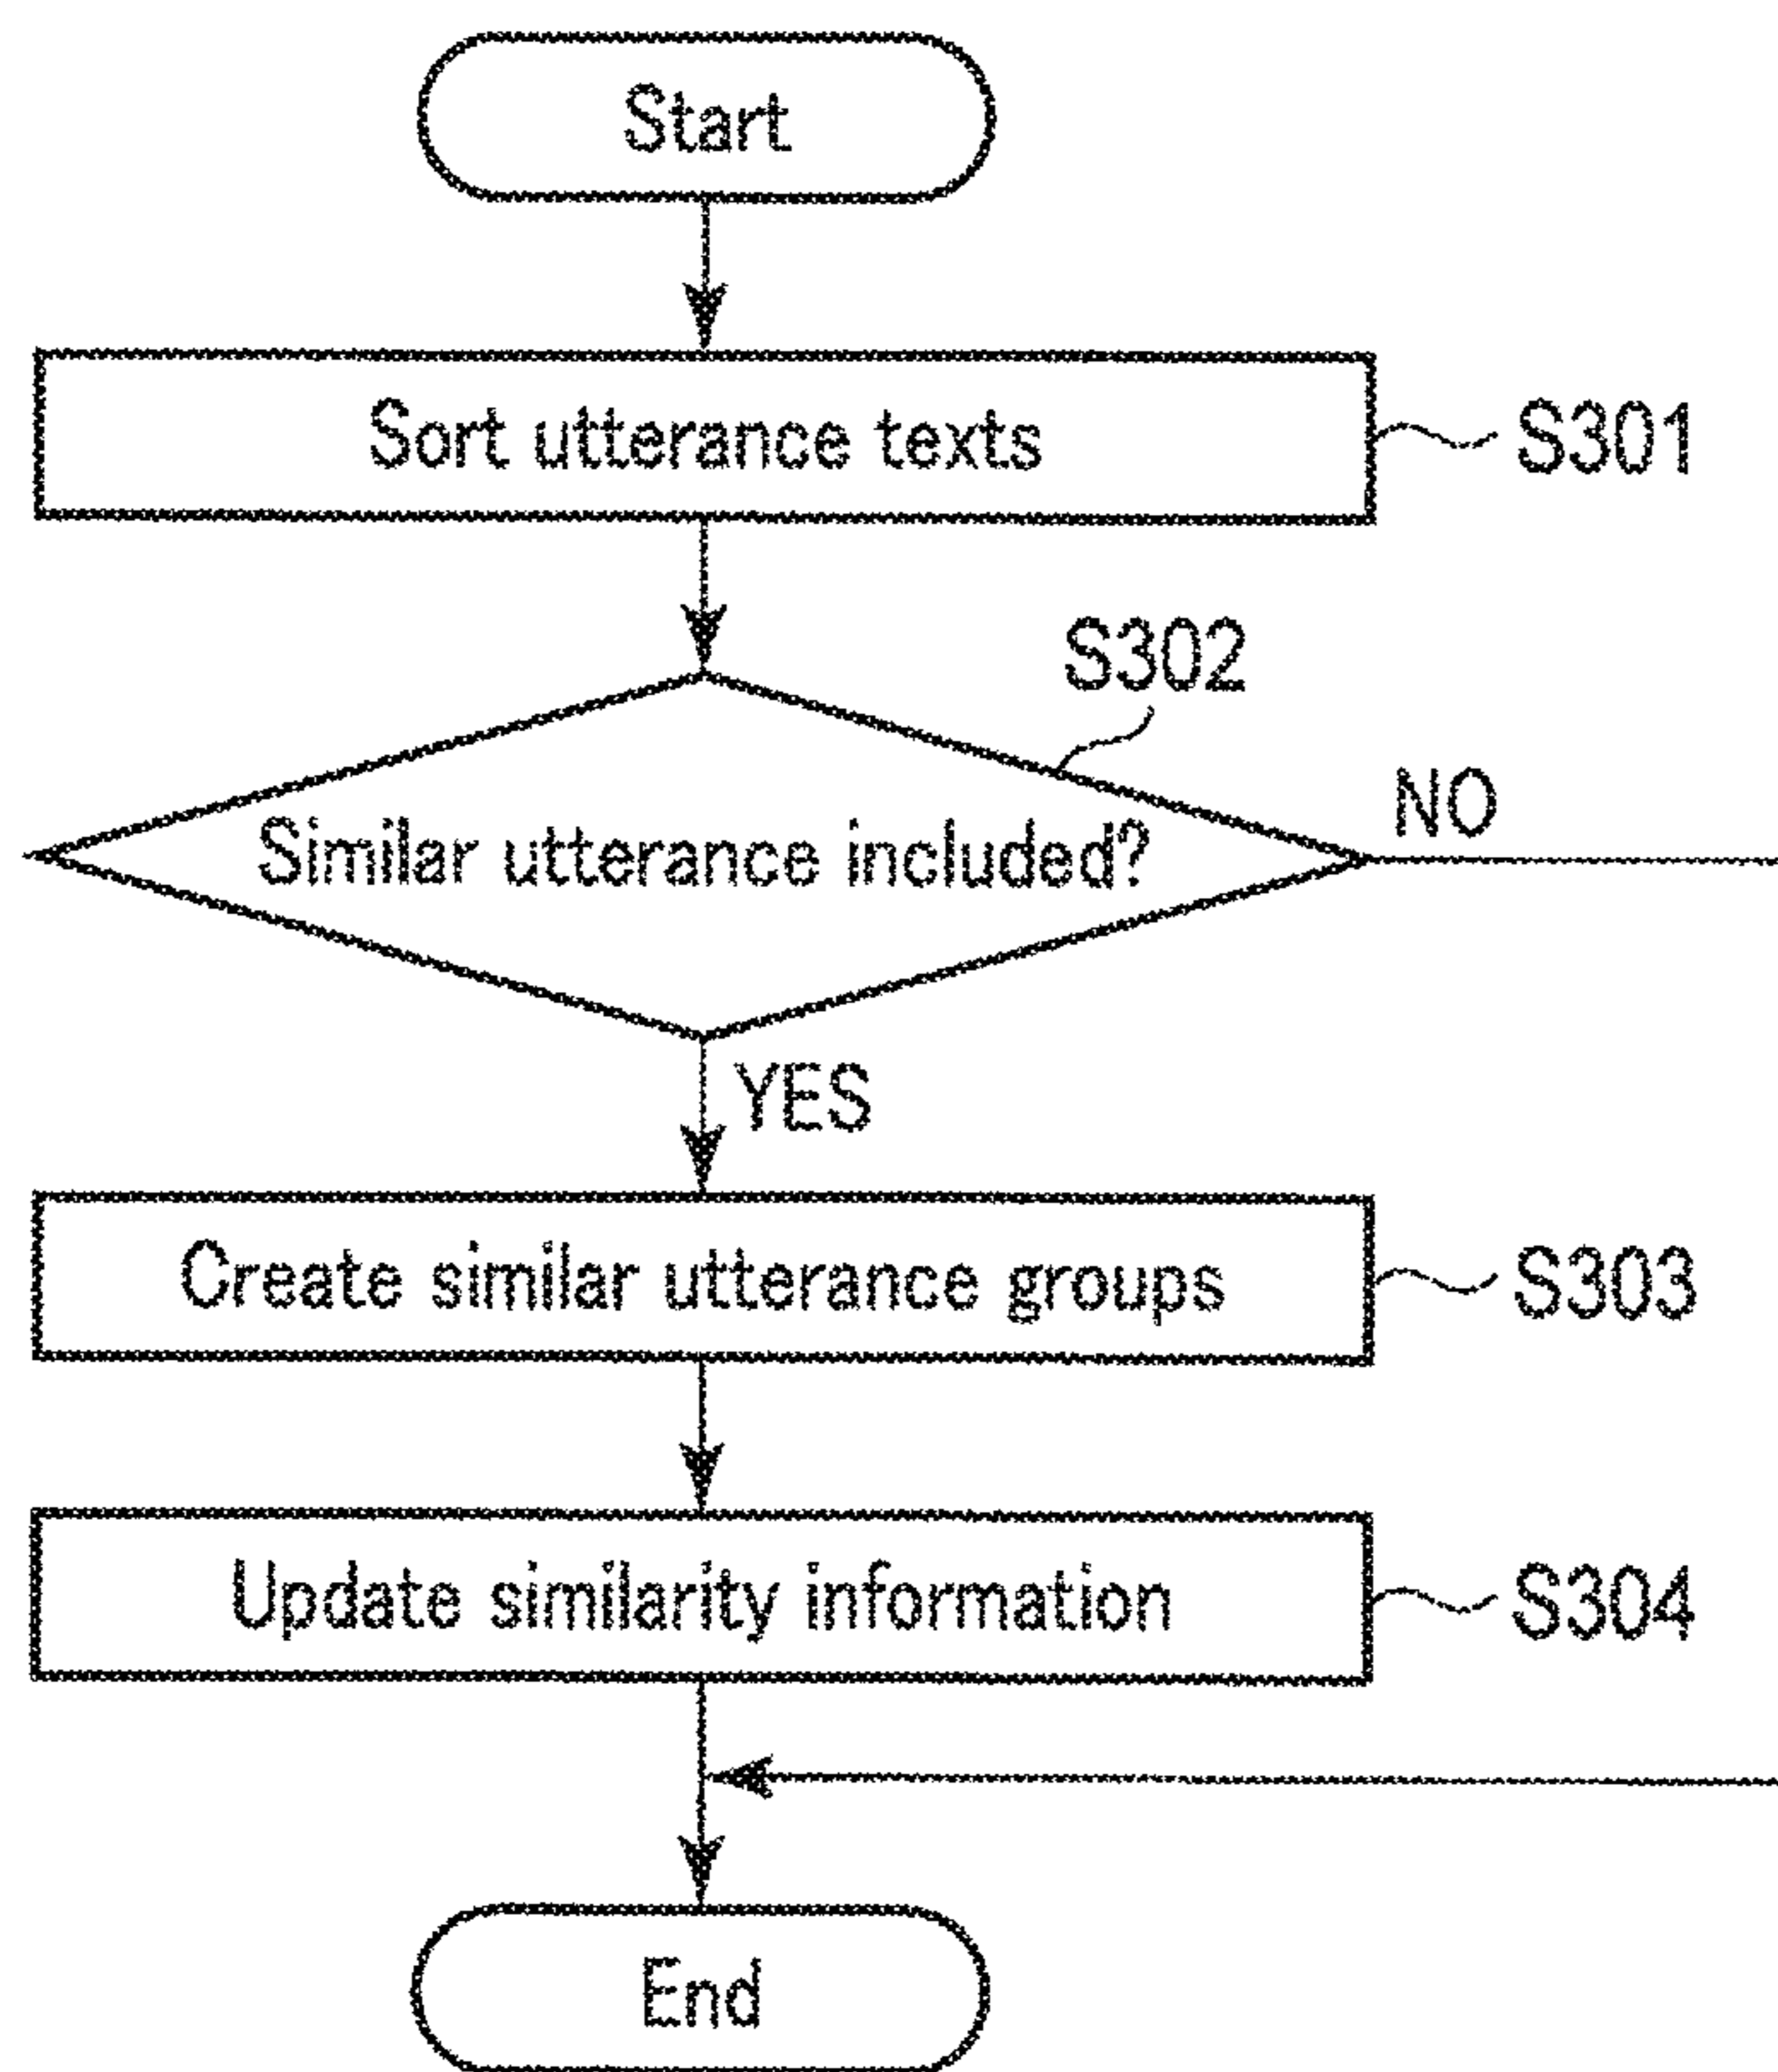 Start
Sort utterance texts
S301
S302
Similar utterance included?
NO
YES
Create similar utterance groups
S303
Update similarity information
S304
End